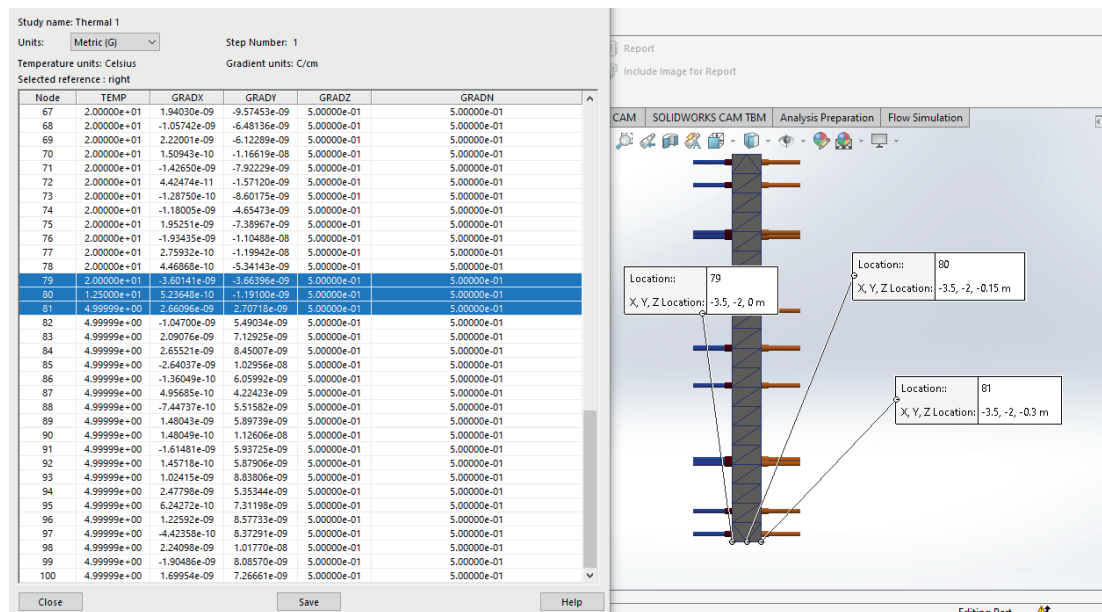 Study name: Thermal 1
Units: Metric (G) Step Number: 1
Temperature units: Celsius Gradient units: C/cm
Selected reference : right
Node TEMP GRADX GRADY GRADZ GRADN
67 2.00000e+01 1.94030e-09 -9.57453e-09 5.00000e-01 5.00000e-01
68 2.00000e+01 -1.05742e-09 -6.48136e-09 5.00000e-01 5.00000e-01
69 2.00000e+01 2.22001e-09 -6.12289e-09 5.00000e-01 5.00000e-01
70 2.00000e+01 1.50943e-10 -1.16619e-08 5.00000e-01 5.00000e-01
71 2.00000e+01 -1.42650e-09 -7.92229e-09 5.00000e-01 5.00000e-01
72 2.00000e+01 4.42474e-11 -1.57120e-09 5.00000e-01 5.00000e-01
73 2.00000e+01 -1.28750e-10 -8.60175e-09 5.00000e-01 5.00000e-01
74 2.00000e+01 -1.18005e-09 -4.65473e-09 5.00000e-01 5.00000e-01
75 2.00000e+01 1.95251e-09 -7.38967e-09 5.00000e-01 5.00000e-01
76 2.00000e+01 -1.93435e-09 -1.10488e-08 5.00000e-01 5.00000e-01
77 2.00000e+01 2.75932e-10 -1.19942e-08 5.00000e-01 5.00000e-01
78 2.00000e+01 4.46868e-10 -5.34143e-09 5.00000e-01 5.00000e-01
79 2.00000e+01 -3.60141e-09 -3.66396e-09 5.00000e-01 5.00000e-01
80 1.25000e+01 5.23648e-10 -1.19100e-09 5.00000e-01 5.00000e-01
81 4.99999e+00 2.66096e-09 2.70718e-09 5.00000e-01 5.00000e-01
82 4.99999e+00 -1.04700e-09 5.49034e-09 5.00000e-01 5.00000e-01
83 4.99999e+00 2.09076e-09 7.12925e-09 5.00000e-01 5.00000e-01
84 4.99999e+00 2.65521e-09 8.45007e-09 5.00000e-01 5.00000e-01
85 4.99999e+00 -2.64037e-09 1.02956e-08 5.00000e-01 5.00000e-01
86 4.99999e+00 -1.36049e-10 6.05992e-09 5.00000e-01 5.00000e-01
87 4.99999e+00 4.95685e-10 4.22423e-09 5.00000e-01 5.00000e-01
88 4.99999e+00 -7.44737e-10 5.51582e-09 5.00000e-01 5.00000e-01
89 4.99999e+00 1.48043e-09 5.89739e-09 5.00000e-01 5.00000e-01
90 4.99999e+00 1.48049e-10 1.12606e-08 5.00000e-01 5.00000e-01
91 4.99999e+00 -1.61481e-09 5.93725e-09 5.00000e-01 5.00000e-01
92 4.99999e+00 1.45718e-10 5.87906e-09 5.00000e-01 5.00000e-01
93 4.99999e+00 1.02415e-09 8.83806e-09 5.00000e-01 5.00000e-01
94 4.99999e+00 2.47798e-09 5.35344e-09 5.00000e-01 5.00000e-01
95 4.99999e+00 6.24272e-10 7.31198e-09 5.00000e-01 5.00000e-01
96 4.99999e+00 1.22592e-09 8.57733e-09 5.00000e-01 5.00000e-01
97 4.99999e+00 -4.42358e-10 8.37291e-09 5.00000e-01 5.00000e-01
98 4.99999e+00 2.24098e-09 1.01770e-08 5.00000e-01 5.00000e-01
99 4.99999e+00 -1.90486e-09 8.08570e-09 5.00000e-01 5.00000e-01
100 4.99999e+00 1.69954e-09 7.26661e-09 5.00000e-01 5.00000e-01
Close Save Help
Report
Include Image for Report
CAM SOLIDWORKS CAM TBM Analysis Preparation Flow Simulation
Location:: 80
X, Y, Z Location: -3.5, -2, -0.15 m
Location:: 79
X, Y, Z Location: -3.5, -2, 0 m
Location:: 81
X, Y, Z Location: -3.5, -2, -0.3 m